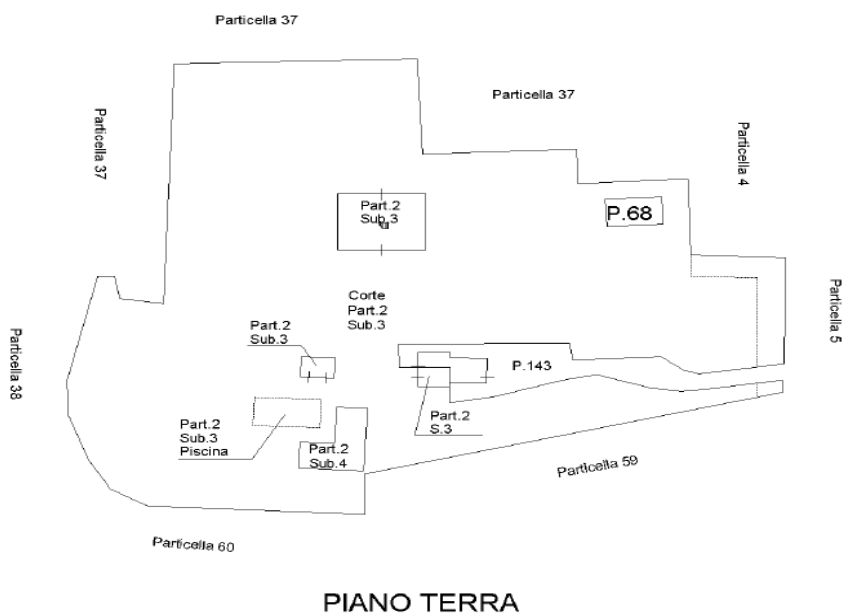 Particella 37
Particella 37
Particella 37
Particella 4
Part.2
Sub.3
P.68
Particella 5
Corte
Part.2
Sub.3
Part.2
Sub.3
Particella 38
P.143
Part.2
S.3
Part.2
Sub.3
Piscina
Part.2
Sub.4
Particella 59
Particella 60
PIANO TERRA